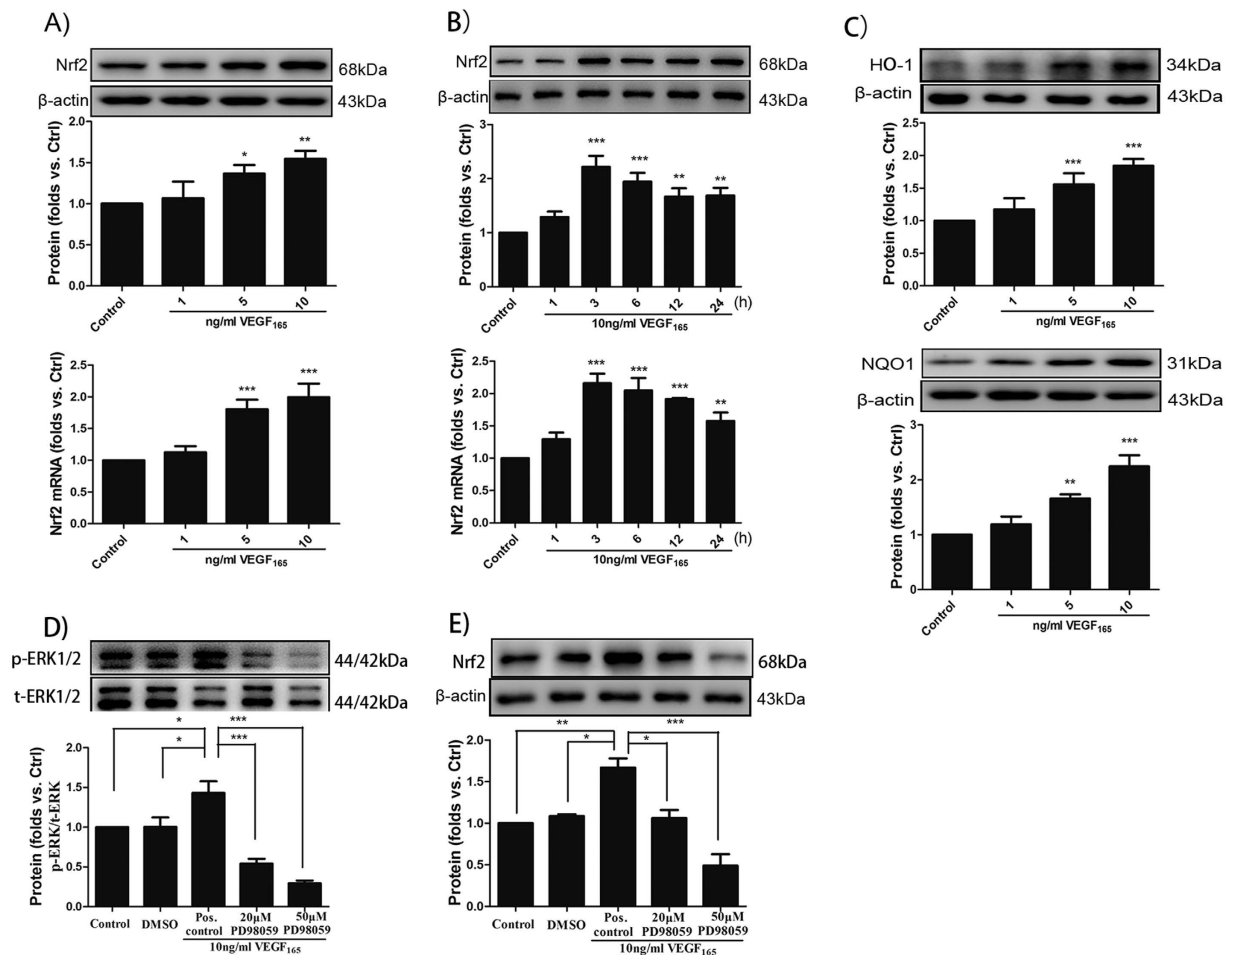 A)
Nrf2
68kDa
β-actin
43kDa
Protein (folds vs. Ctrl)
2.0
1.5
1.0
0.5
0.0
*
**
Control
1
5
10
ng/ml VEGF165
Nrf2 mRNA (folds vs. Ctrl)
2.5
2.0
1.5
1.0
0.5
0.0
***
***
Control
1
5
10
ng/ml VEGF165
B)
Nrf2
68kDa
β-actin
43kDa
Protein (folds vs. Ctrl)
3
2
1
0
***
***
**
**
Control
1
3
6
12
24
(h)
10ng/ml VEGF165
Nrf2 mRNA (folds vs. Ctrl)
2.5
2.0
1.5
1.0
0.5
0.0
***
***
***
**
Control
1
3
6
12
24
(h)
10ng/ml VEGF165
C)
HO-1
34kDa
β-actin
43kDa
Protein (folds vs. Ctrl)
2.5
2.0
1.5
1.0
0.5
0.0
***
***
Control
1
5
10
ng/ml VEGF165
NQO1
31kDa
β-actin
43kDa
Protein (folds vs. Ctrl)
3
2
1
0
**
***
Control
1
5
10
ng/ml VEGF165
D)
p-ERK1/2
44/42kDa
t-ERK1/2
44/42kDa
Protein (folds vs. Ctrl)
p-ERK/t-ERK
2.0
1.5
1.0
0.5
0.0
*
***
*
***
Control
DMSO
Pos.
control
20μM
PD98059
50μM
PD98059
10ng/ml VEGF165
E)
Nrf2
68kDa
β-actin
43kDa
Protein (folds vs. Ctrl)
2.0
1.5
1.0
0.5
0.0
**
***
*
*
Control
DMSO
Pos.
control
20μM
PD98059
50μM
PD98059
10ng/ml VEGF165